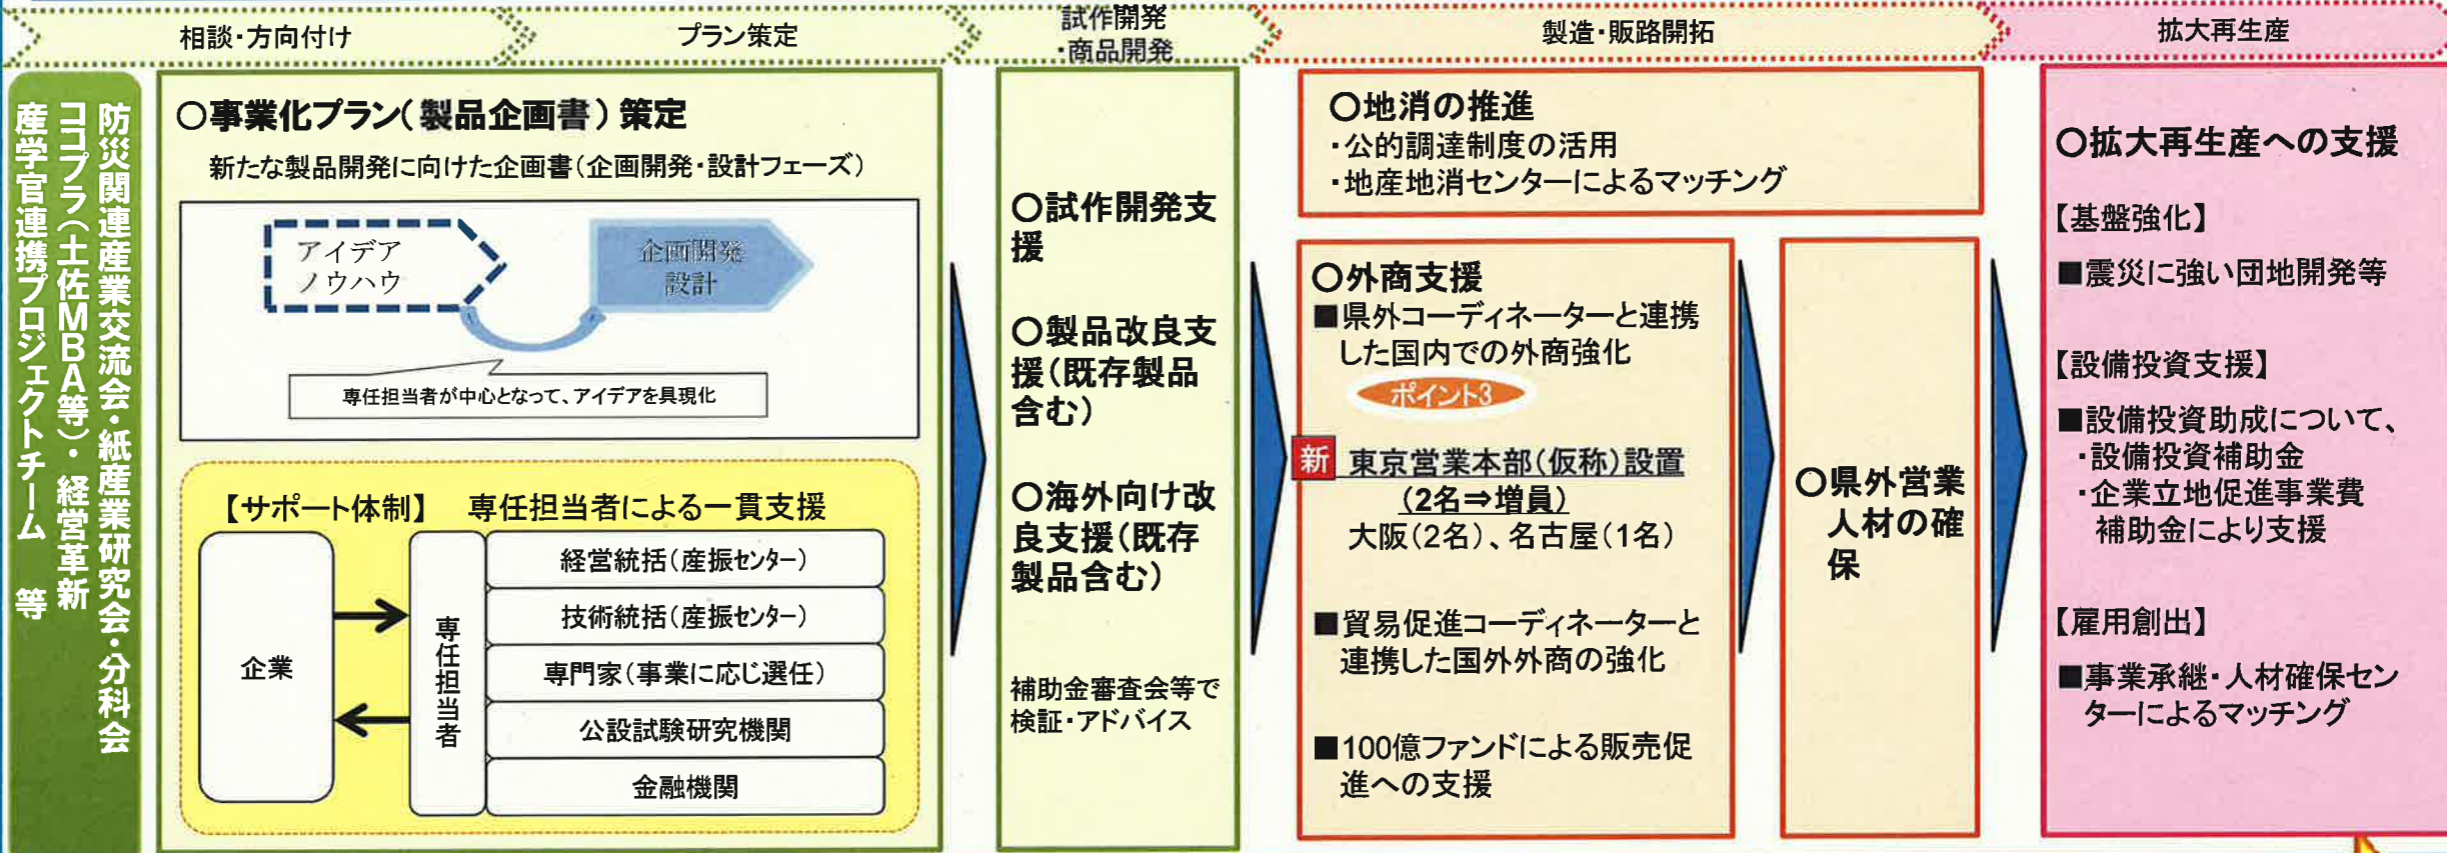 相談・方向付け
プラン策定
試作開発
・商品開発
製造・販路開拓
拡大再生産
防災関連産業交流会・紙産業研究会・分科会
ココプラ(土佐MBA等)・経営革新
産学官連携プロジェクトチーム 等
〇事業化プラン(製品企画書)策定
新たな製品開発に向けた企画書(企画開発・設計フェーズ)
アイデア
ノウハウ
企画開発
設計
専任担当者が中心となって、アイデアを具現化
【サポート体制】 専任担当者による一貫支援
企業
専任担当者
経営統括(産振センター)
技術統括(産振センター)
専門家(事業に応じ選任)
公設試験研究機関
金融機関
〇試作開発支
援
〇製品改良支
援(既存製品
含む)
〇海外向け改
良支援(既存
製品含む)
補助金審査会等で
検証・アドバイス
〇地消の推進
・公的調達制度の活用
・地産地消センターによるマッチング
〇外商支援
■県外コーディネーターと連携
した国内での外商強化
ポイント3
新 東京営業本部(仮称)設置
(2名⇒増員)
大阪(2名)、名古屋(1名)
■貿易促進コーディネーターと
連携した国外外商の強化
■100億ファンドによる販売促
進への支援
〇県外営業
人材の確
保
〇拡大再生産への支援
【基盤強化】
■震災に強い団地開発等
【設備投資支援】
■設備投資助成について、
・設備投資補助金
・企業立地促進事業費
補助金により支援
【雇用創出】
■事業承継・人材確保セン
ターによるマッチング